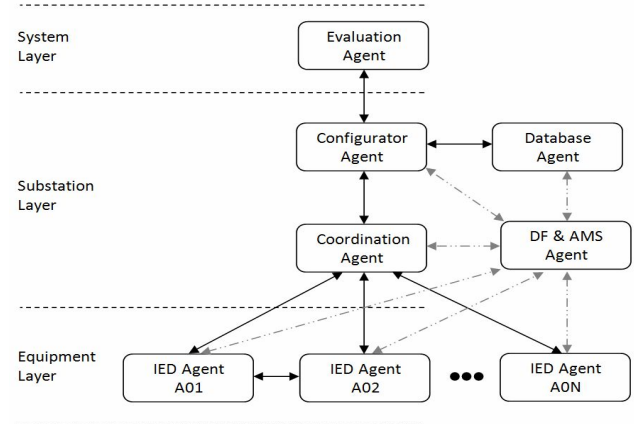 System
Layer
Evaluation
Agent
Configurator
Agent
Database
Agent
Substation
Layer
Coordination
Agent
DF & AMS
Agent
Equipment
Layer
IED Agent
A01
IED Agent
A02
IED Agent
A0N